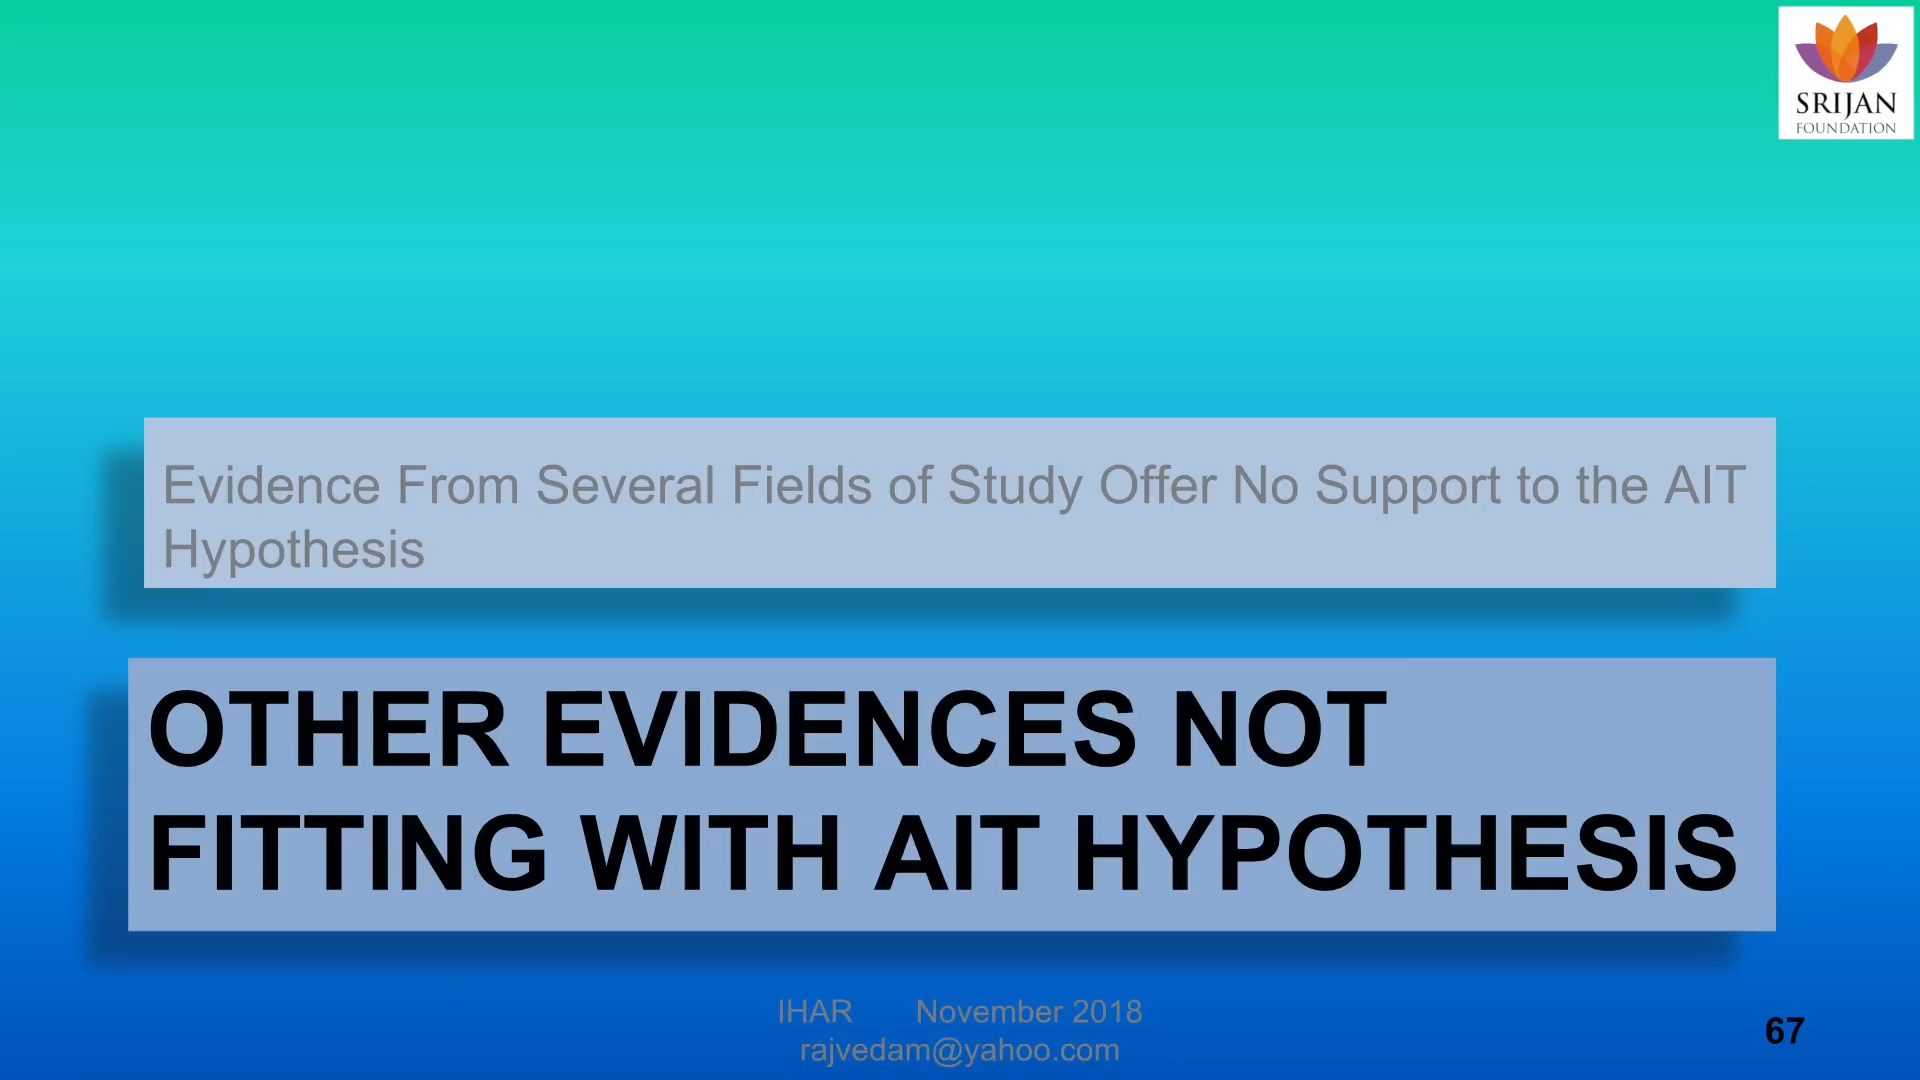 SRIJAN
FOUNDATION
Evidence From Several Fields of Study Offer No Support to the AIT
Hypothesis
OTHER EVIDENCES NOT
FITTING WITH AIT HYPOTHESIS
IHAR November 2018
rajvedam@yahoo.com
67